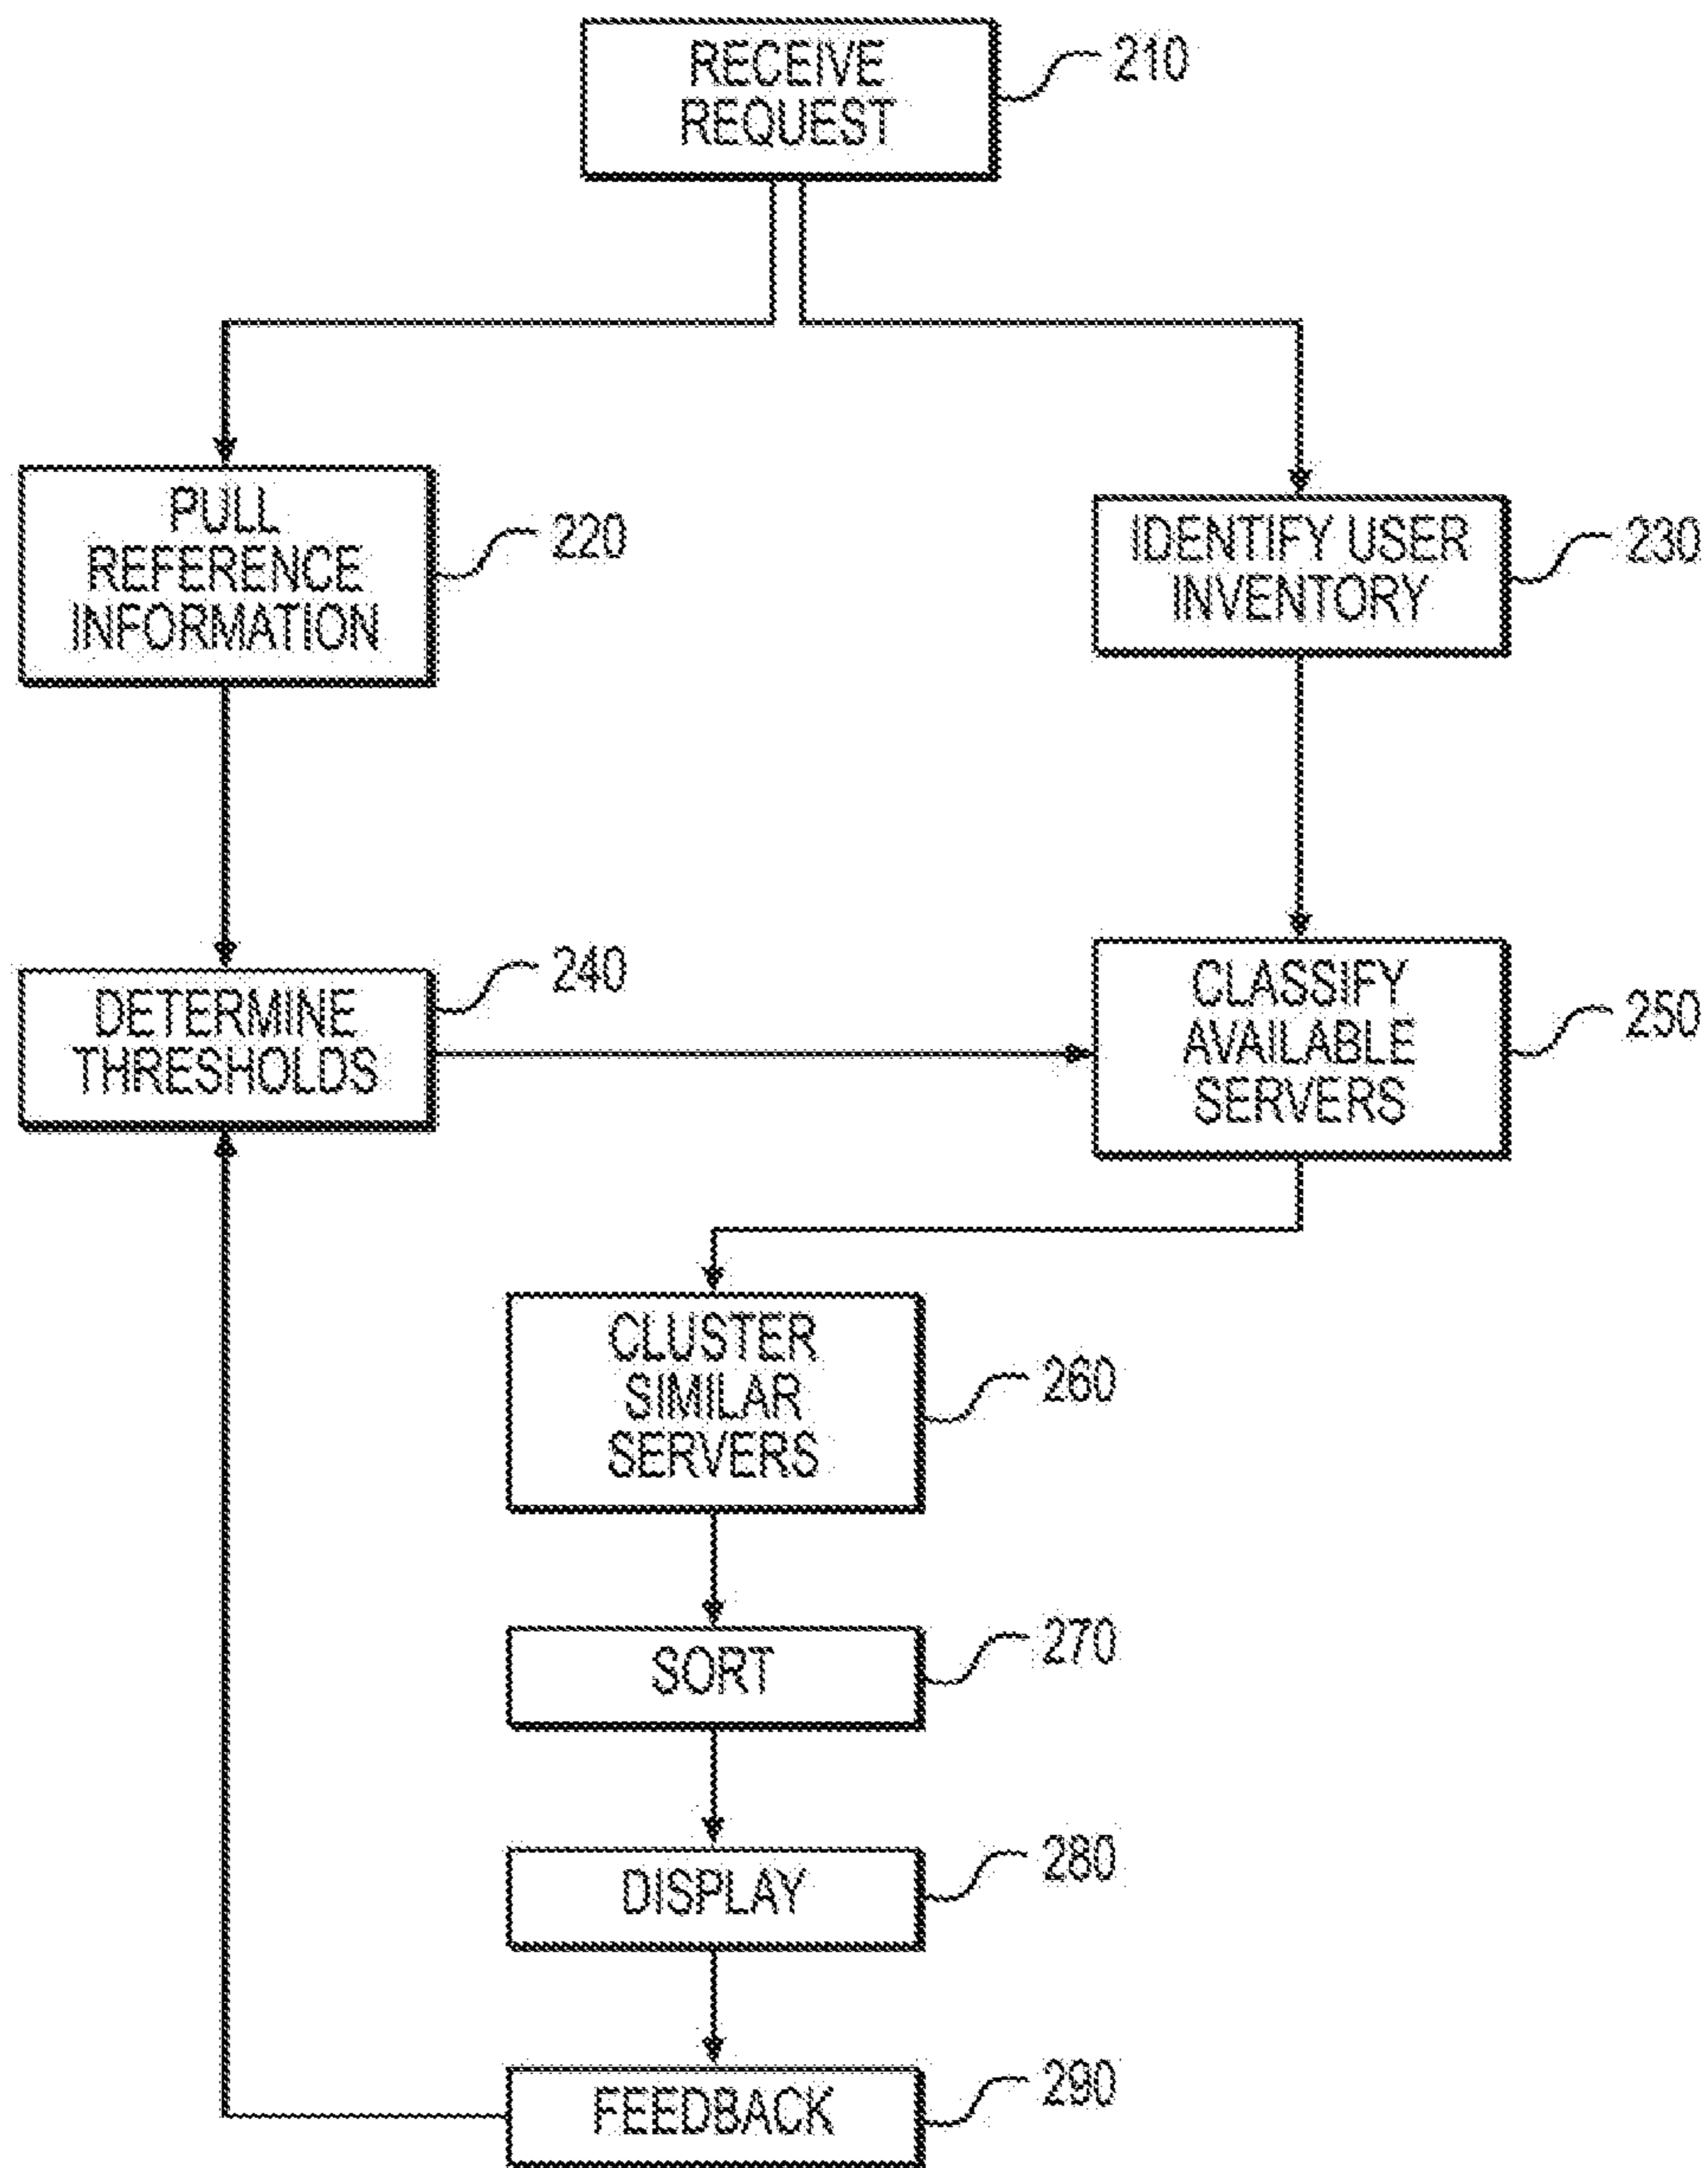 RECEIVE
REQUEST
210
PULL
REFERENCE
INFORMATION
220
IDENTIFY USER
INVENTORY
230
DETERMINE
THRESHOLDS
240
CLASSIFY
AVAILABLE
SERVERS
250
CLUSTER
SIMILAR
SERVERS
260
SORT
270
DISPLAY
280
FEEDBACK
290